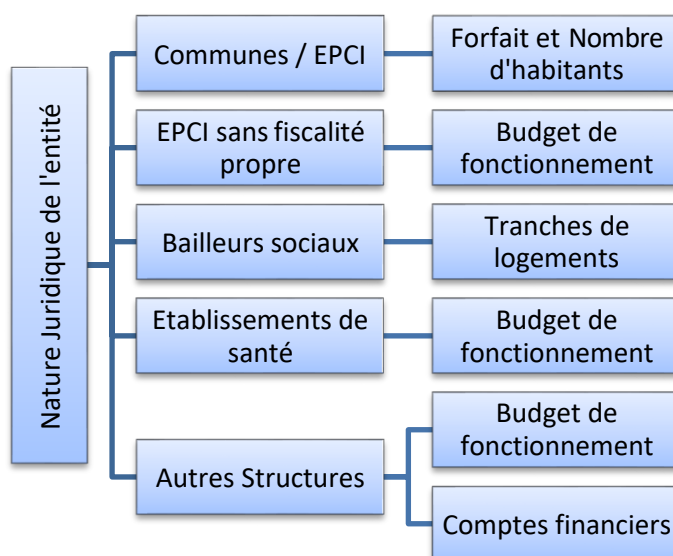 Nature Juridique de l'entité
Communes / EPCI
Forfait et Nombre
d'habitants
EPCI sans fiscalité
propre
Budget de
fonctionnement
Bailleurs sociaux
Tranches de
logements
Etablissements de
santé
Budget de
fonctionnement
Autres Structures
Budget de
fonctionnement
Comptes financiers